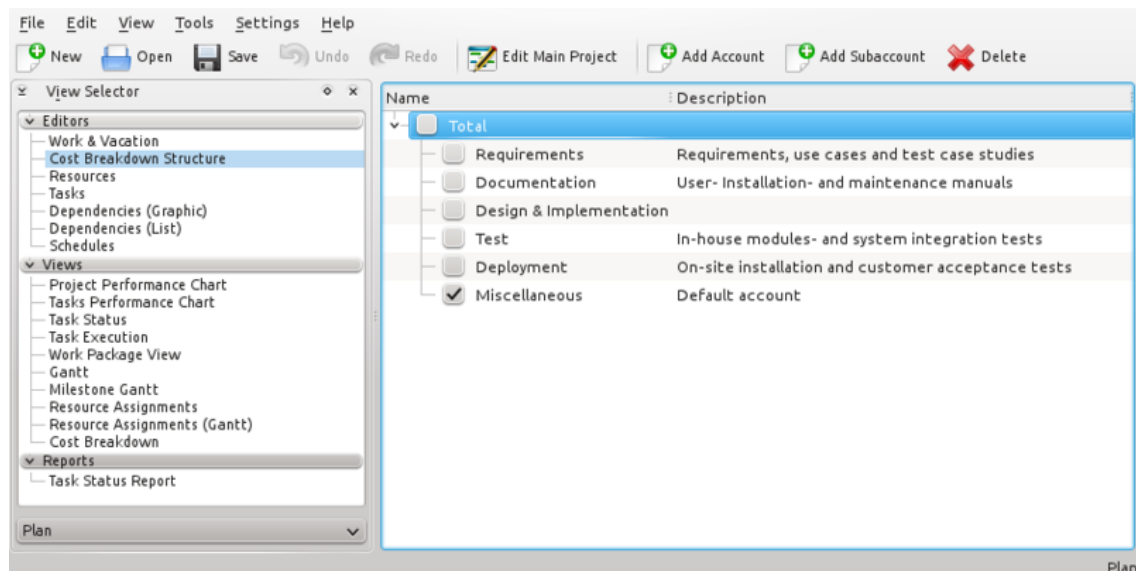 File Edit View Tools Settings Help
New Open Save Undo Redo Edit Main Project Add Account Add Subaccount Delete
View Selector
Editors
Work & Vacation
Cost Breakdown Structure
Resources
Tasks
Dependencies (Graphic)
Dependencies (List)
Schedules
Views
Project Performance Chart
Tasks Performance Chart
Task Status
Task Execution
Work Package View
Gantt
Milestone Gantt
Resource Assignments
Resource Assignments (Gantt)
Cost Breakdown
Reports
Task Status Report
Plan
Name Description
Total
Requirements Requirements, use cases and test case studies
Documentation User- Installation- and maintenance manuals
Design & Implementation
Test In-house modules- and system integration tests
Deployment On-site installation and customer acceptance tests
Miscellaneous Default account
Plan